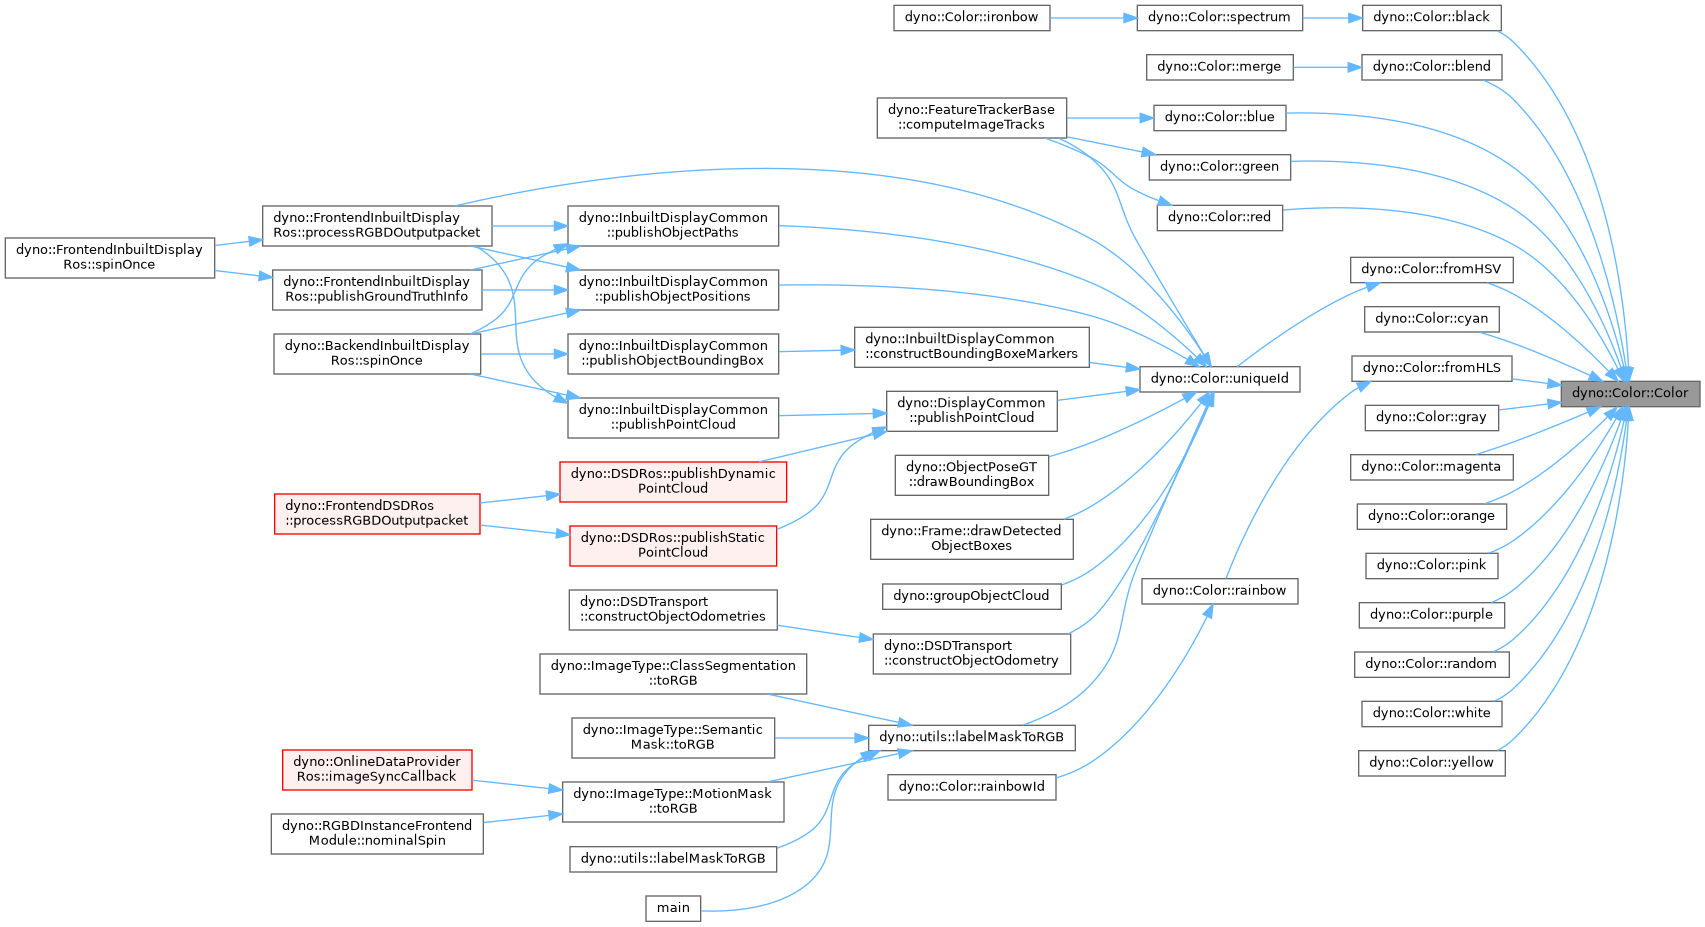 dyno::Color::ironbow
dyno::Color::spectrum
dyno::Color::black
dyno::Color::merge
dyno::Color::blend
dyno::FeatureTrackerBase
::computeImageTracks
dyno::Color::blue
dyno::Color::green
dyno::Color::red
dyno::FrontendInbuiltDisplay
Ros::spinOnce
dyno::FrontendInbuiltDisplay
Ros::processRGBDOutputpacket
dyno::InbuiltDisplayCommon
::publishObjectPaths
dyno::FrontendInbuiltDisplay
Ros::publishGroundTruthInfo
dyno::InbuiltDisplayCommon
::publishObjectPositions
dyno::BackendInbuiltDisplay
Ros::spinOnce
dyno::InbuiltDisplayCommon
::publishObjectBoundingBox
dyno::InbuiltDisplayCommon
::constructBoundingBoxeMarkers
dyno::InbuiltDisplayCommon
::publishPointCloud
dyno::DisplayCommon
::publishPointCloud
dyno::Color::uniqueId
dyno::Color::fromHSV
dyno::Color::cyan
dyno::Color::fromHLS
dyno::Color::Color
dyno::Color::gray
dyno::Color::magenta
dyno::Color::orange
dyno::Color::pink
dyno::Color::purple
dyno::Color::random
dyno::Color::white
dyno::Color::yellow
dyno::ObjectPoseGT
::drawBoundingBox
dyno::FrontendDSDRos
::processRGBDOutputpacket
dyno::DSDRos::publishDynamic
PointCloud
dyno::DSDRos::publishStatic
PointCloud
dyno::Frame::drawDetected
ObjectBoxes
dyno::groupObjectCloud
dyno::Color::rainbow
dyno::DSDTransport
::constructObjectOdometries
dyno::DSDTransport
::constructObjectOdometry
dyno::ImageType::ClassSegmentation
::toRGB
dyno::ImageType::Semantic
Mask::toRGB
dyno::utils::labelMaskToRGB
dyno::OnlineDataProvider
Ros::imageSyncCallback
dyno::ImageType::MotionMask
::toRGB
dyno::Color::rainbowId
dyno::RGBDInstanceFrontend
Module::nominalSpin
dyno::utils::labelMaskToRGB
main